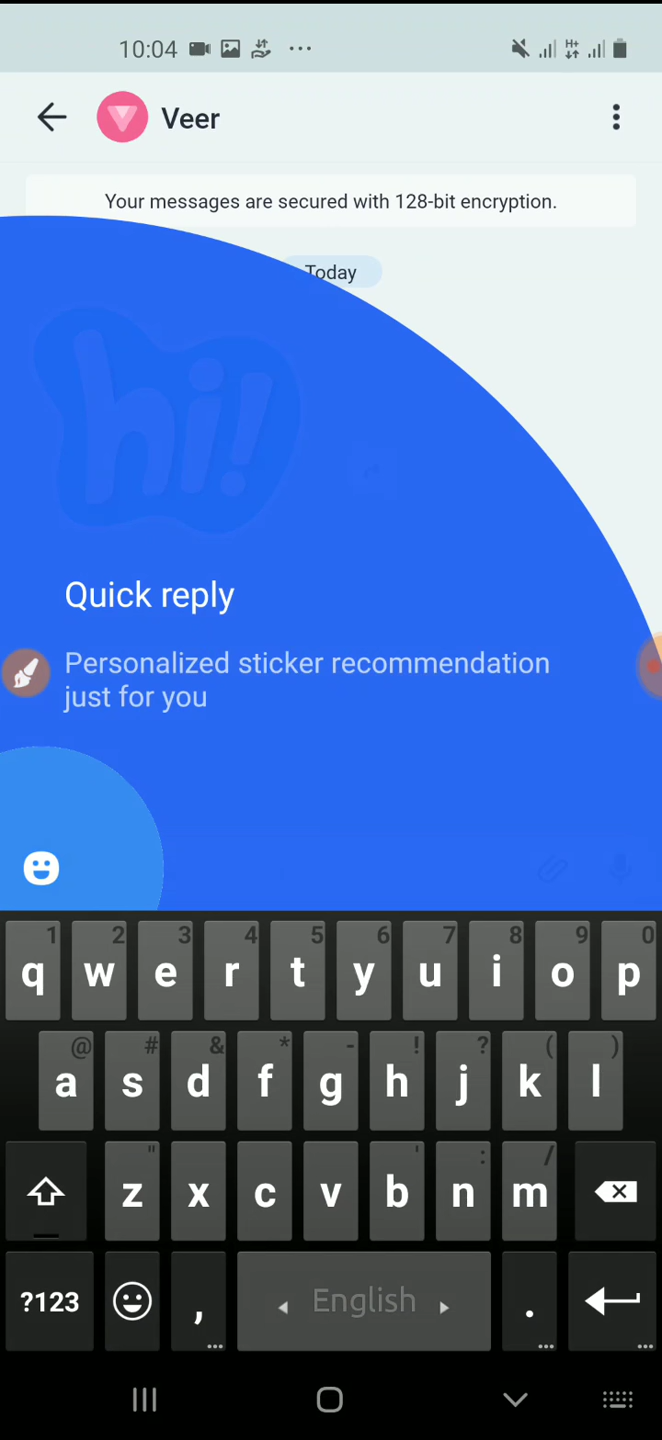 10:04
H+
Veer
Your messages are secured with 128-bit encryption.
Today
hi!
Quick reply
Personalized sticker recommendation
just for you
1 2 3 4 5 6 7 8 9 0
q w e r t y u i o p
@ # & * - ! ? ( )
a s d f g h j k l
" ' : /
z x c v b n m
?123 , English .